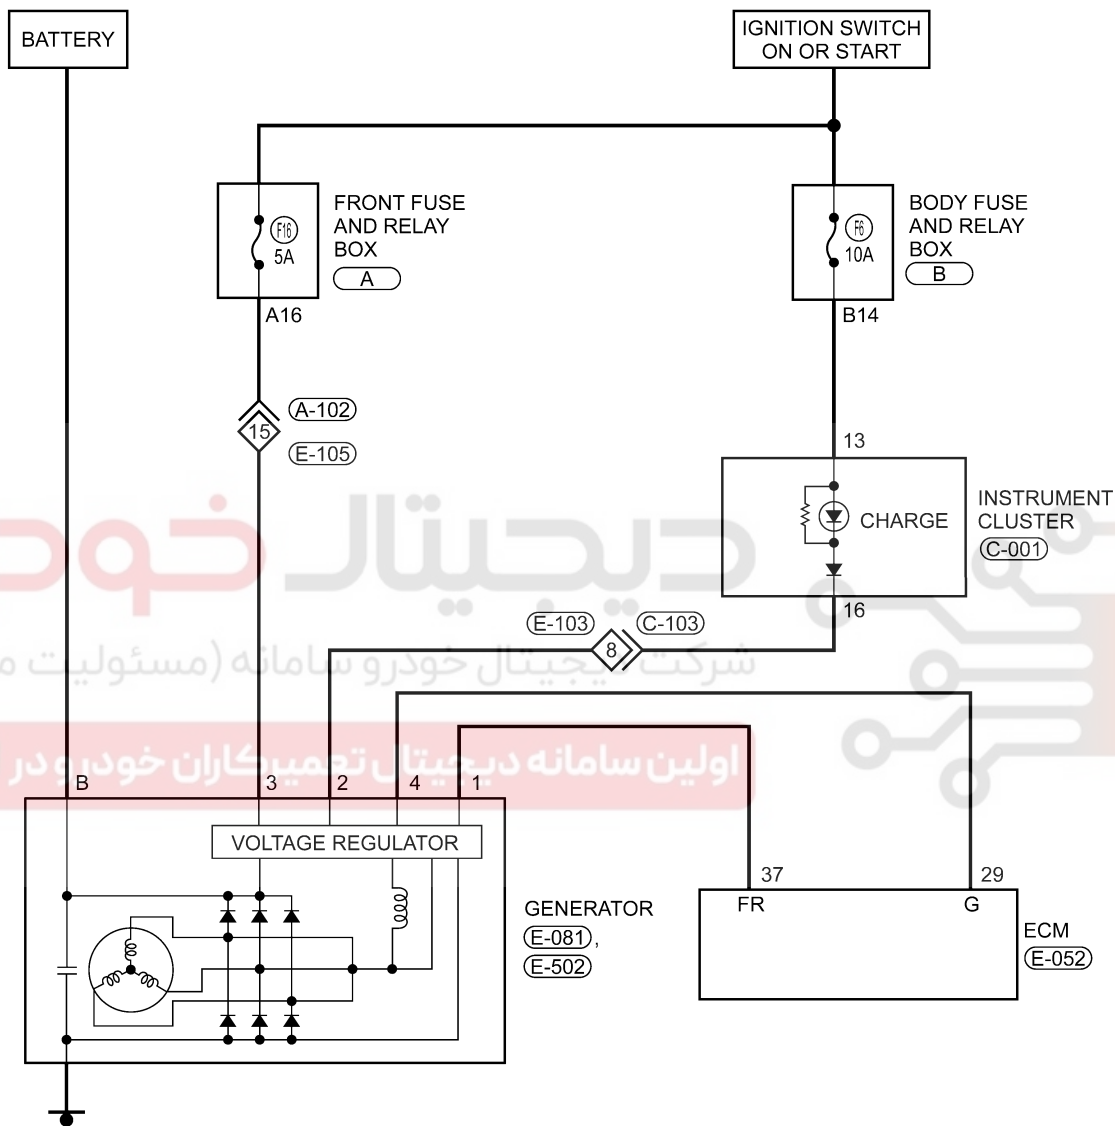 BATTERY
IGNITION SWITCH
ON OR START
FRONT FUSE
AND RELAY
BOX
A
F16
5A
A16
BODY FUSE
AND RELAY
BOX
B
F6
10A
B14
A-102
15
E-105
13
CHARGE
INSTRUMENT
CLUSTER
C-001
16
دیجیتال خود
E-103
C-103
8
شرکت دیجیتال خودرو سامانه (مسئولیت م
اولین سامانه دیجیتال تعمیرکاران خودرو در
B
3
2
4
1
VOLTAGE REGULATOR
GENERATOR
E-081,
E-502
37
29
FR
G
ECM
E-052